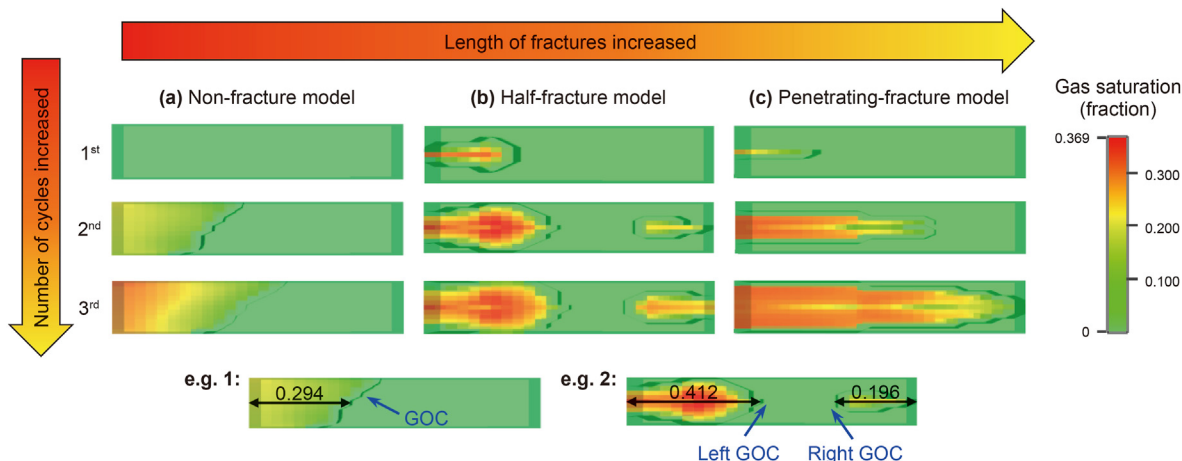 Length of fractures increased
Number of cycles increased
(a) Non-fracture model
(b) Half-fracture model
(c) Penetrating-fracture model
Gas saturation
(fraction)
0.369
0.300
0.200
0.100
0
1st
2nd
3rd
e.g. 1:
0.294
GOC
e.g. 2:
0.412
0.196
Left GOC
Right GOC